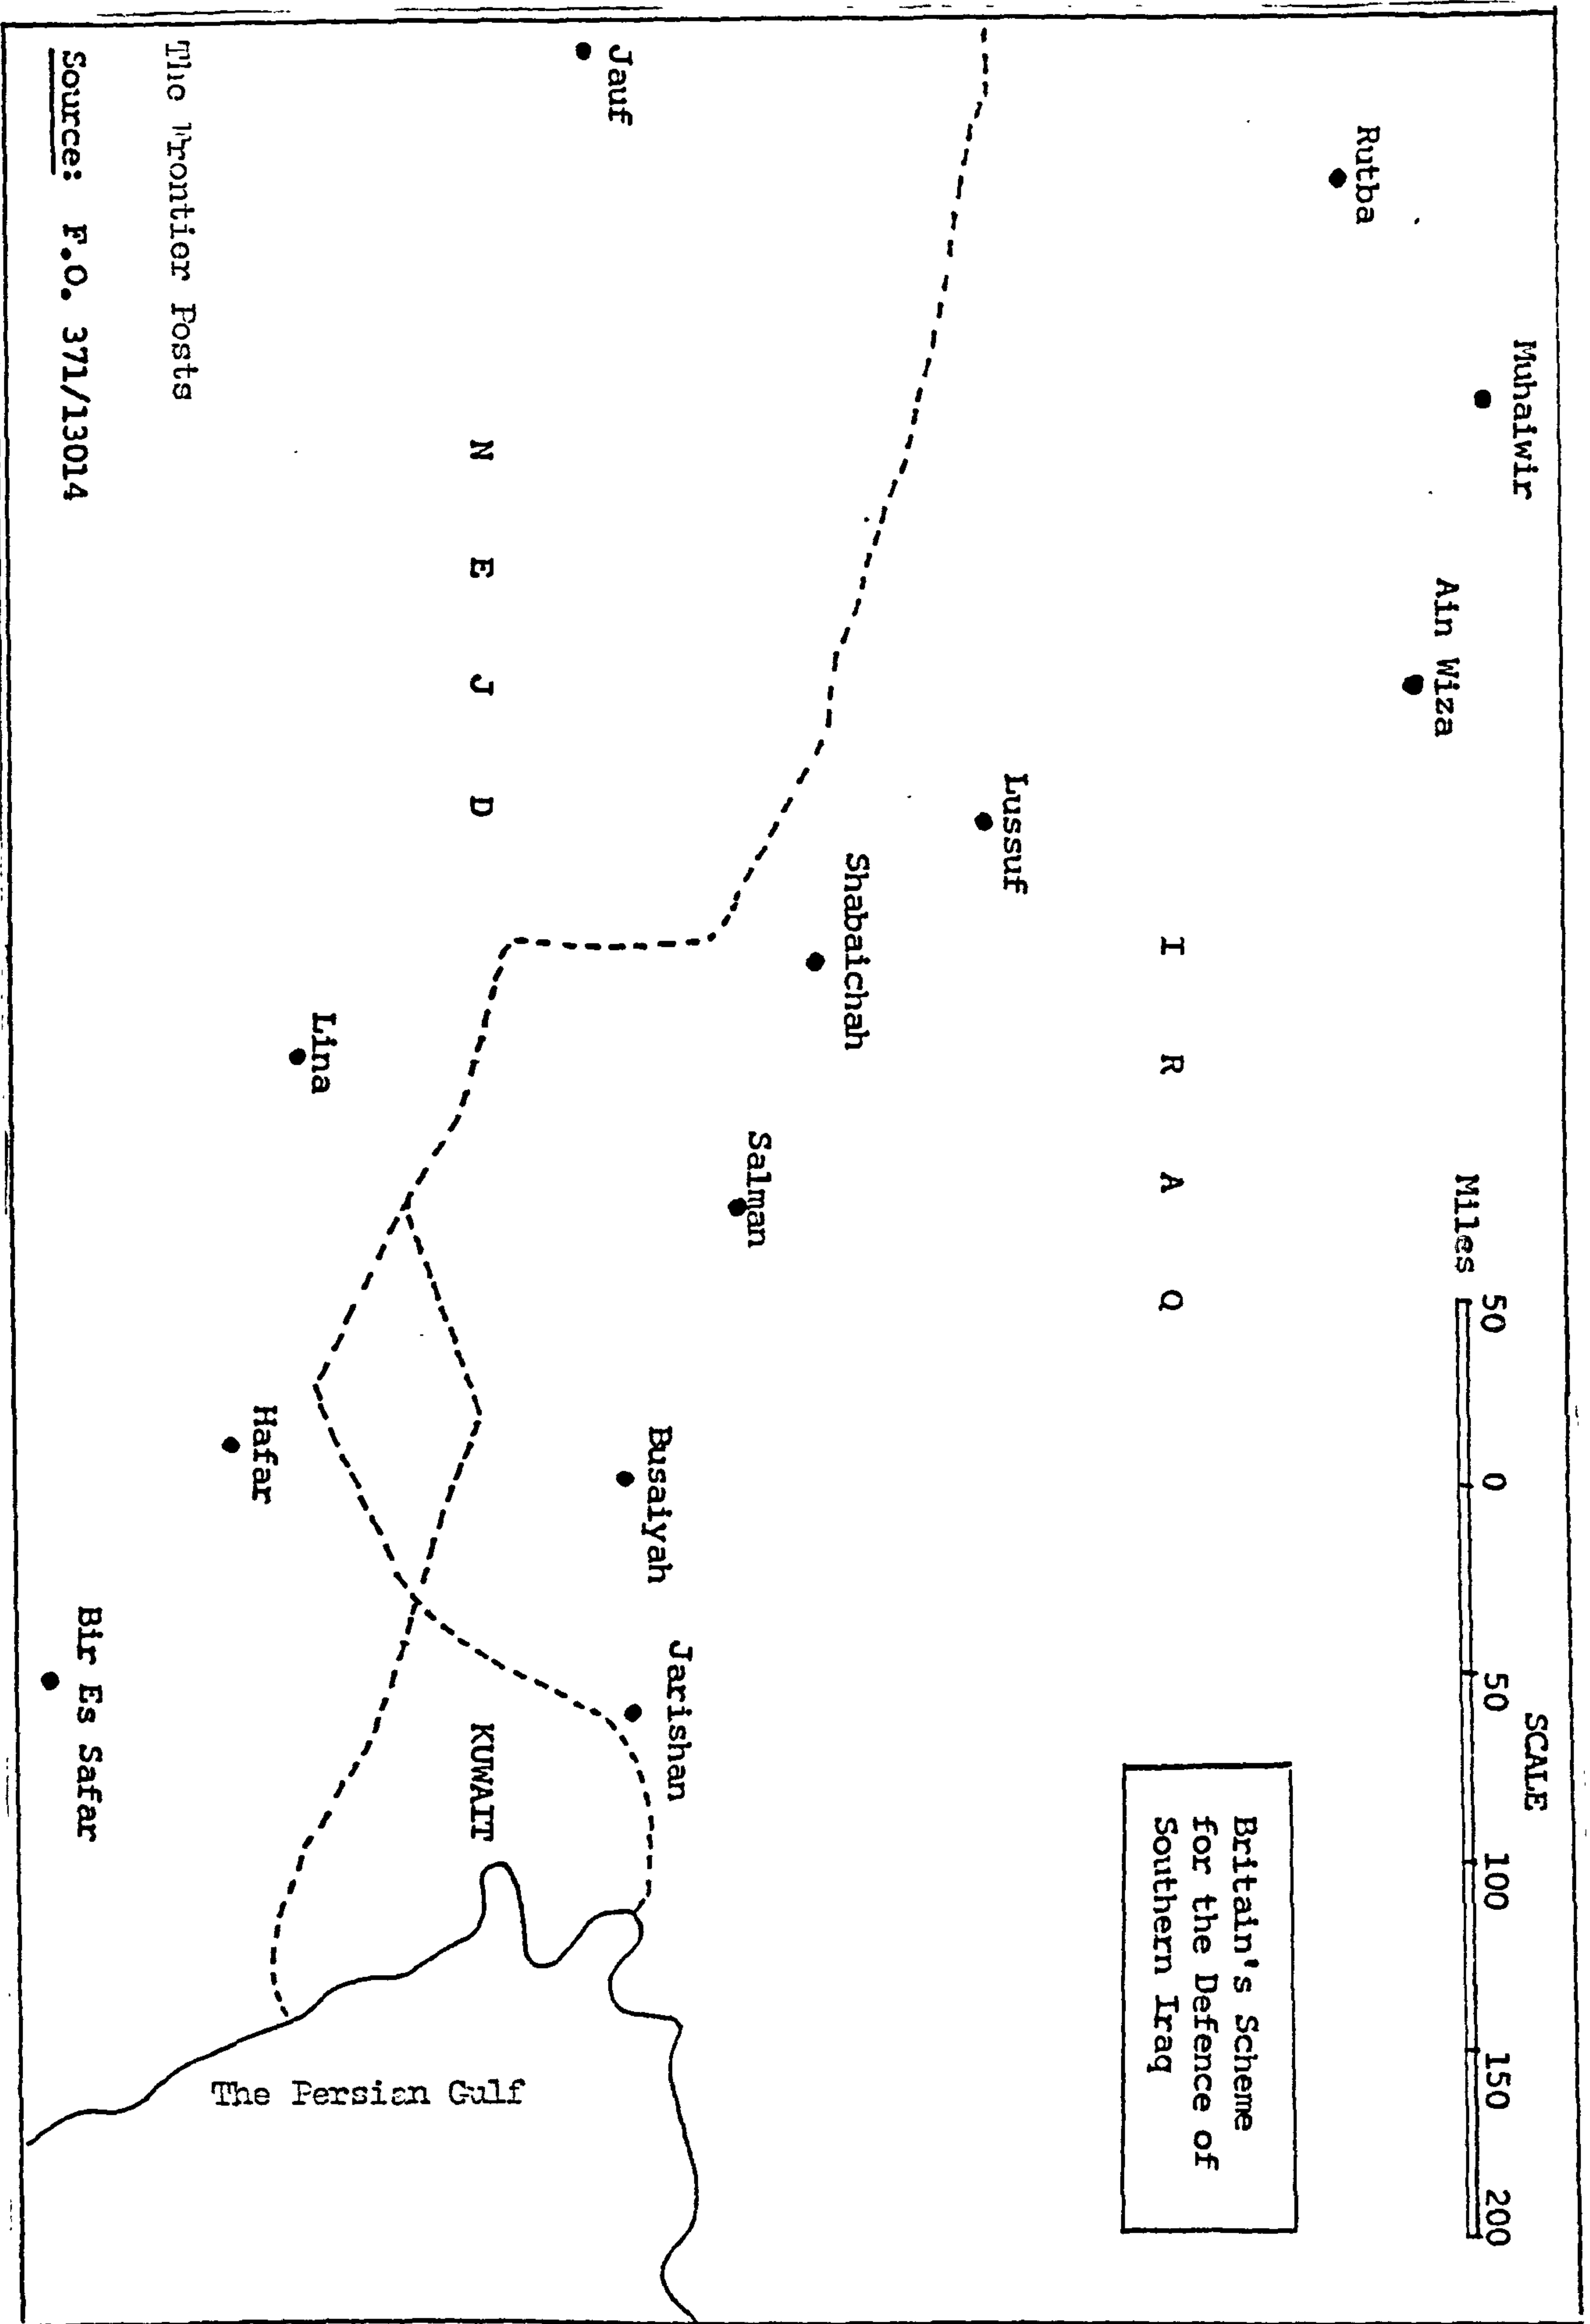 SCALE
Miles 50 0 50 100 150 200
Britain's Scheme
for the Defence of
Southern Iraq
Muhaiwir
Ain Wiza
Rutba
I R A Q
Lussuf
Shabaichah
Salman
Jarishan
Busaiyah
Jauf
N E J D
KUWAIT
Lina
Hafar
The Persian Gulf
Bir Es Safar
The Frontier Posts
Source: F.O. 371/13014